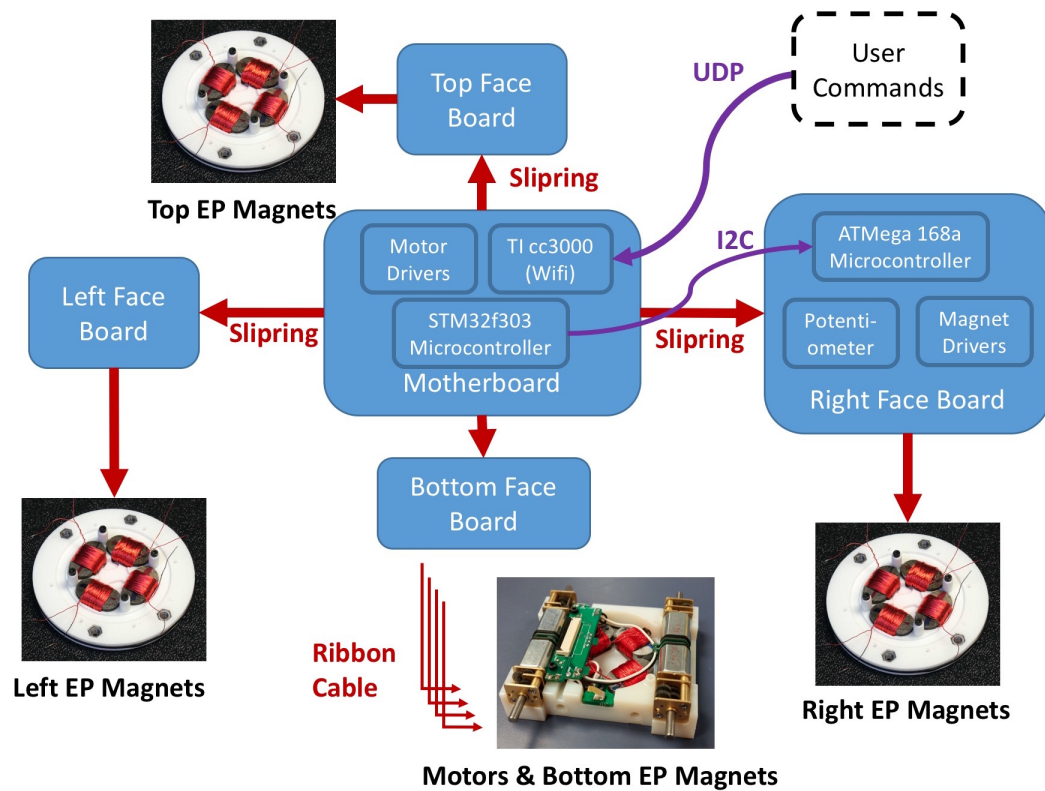 Top Face
Board
User
Commands
UDP
Slipring
Top EP Magnets
Motor
Drivers
TI cc3000
(Wifi)
I2C
ATMega 168a
Microcontroller
Left Face
Board
Slipring
STM32f303
Microcontroller
Motherboard
Slipring
Potenti-
ometer
Magnet
Drivers
Right Face Board
Bottom Face
Board
Ribbon
Cable
Left EP Magnets
Right EP Magnets
Motors & Bottom EP Magnets